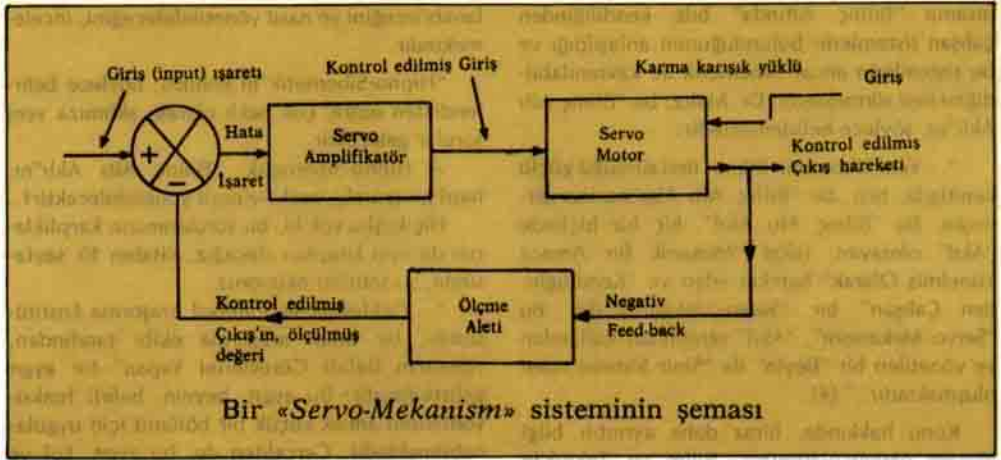 Giriş (input) ışaretı
Kontrol edilmiş Giriş
Karma karışık yüklü
Giriş
+
−
Hata
İşaret
Servo
Amplifikatör
Servo
Motor
Kontrol edilmiş
Çıkış hareketi
Kontrol edilmiş
Çıkış'ın, ölçülmüş
değeri
Ölçme
Aleti
Negativ
Feed-back
Bir «Servo-Mekanism» sisteminin şeması